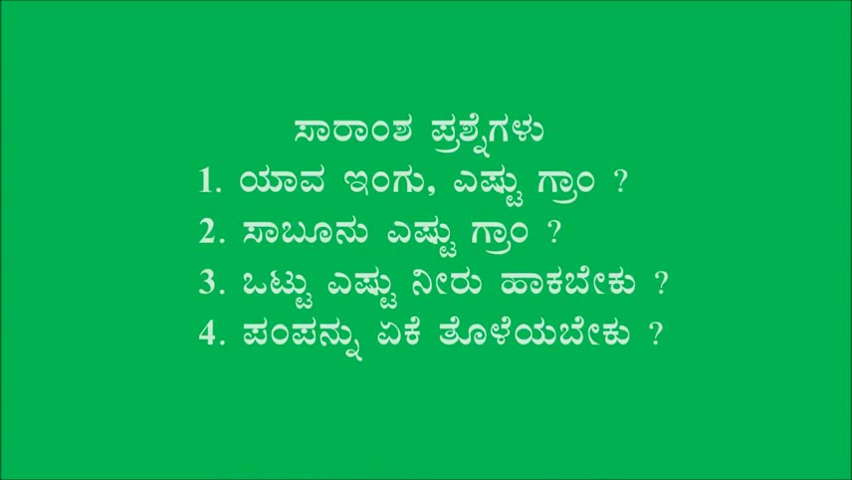 ಸಾರಾಂಶ ಪ್ರಶ್ನೆಗಳು
1. ಯಾವ ಇಂಗು, ಎಷ್ಟು ಗ್ರಾಂ ?
2. ಸಾಬೂನು ಎಷ್ಟು ಗ್ರಾಂ ?
3. ಒಟ್ಟು ಎಷ್ಟು ನೀರು ಹಾಕಬೇಕು ?
4. ಪಂಪನ್ನು ಏಕೆ ತೊಳೆಯಬೇಕು ?